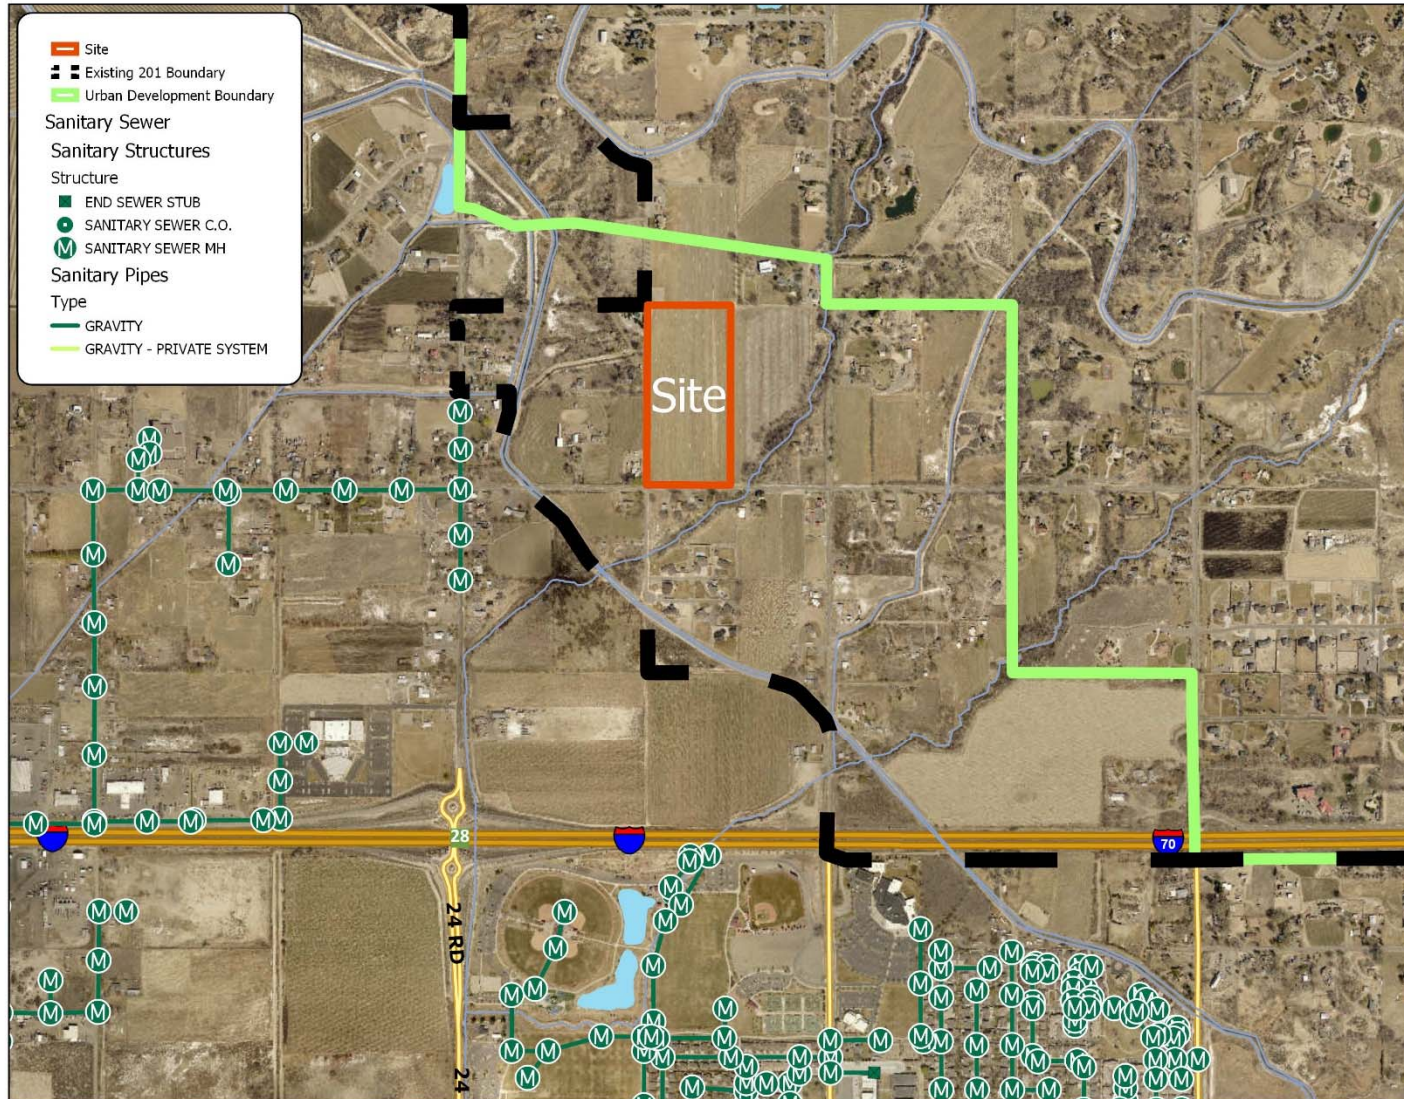 Site
Existing 201 Boundary
Urban Development Boundary
Sanitary Sewer
Sanitary Structures
Structure
END SEWER STUB
SANITARY SEWER C.O.
M SANITARY SEWER MH
Sanitary Pipes
Type
GRAVITY
GRAVITY - PRIVATE SYSTEM
Site
28
70
24 RD
24